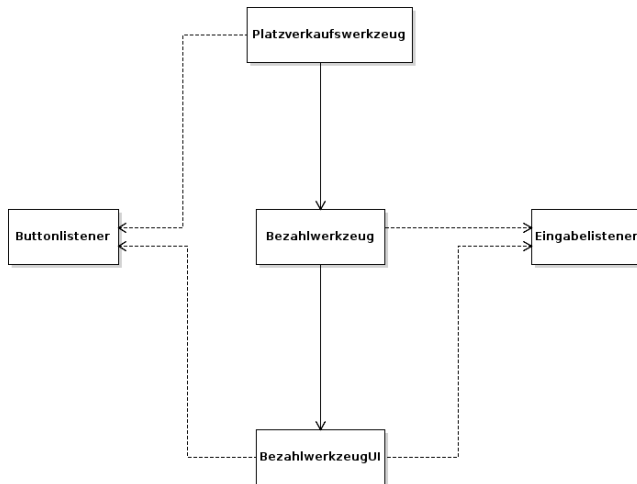 Platzverkaufswerkzeug
Buttonlistener
Bezahlwerkzeug
Eingabelistener
BezahlwerkzeugUI